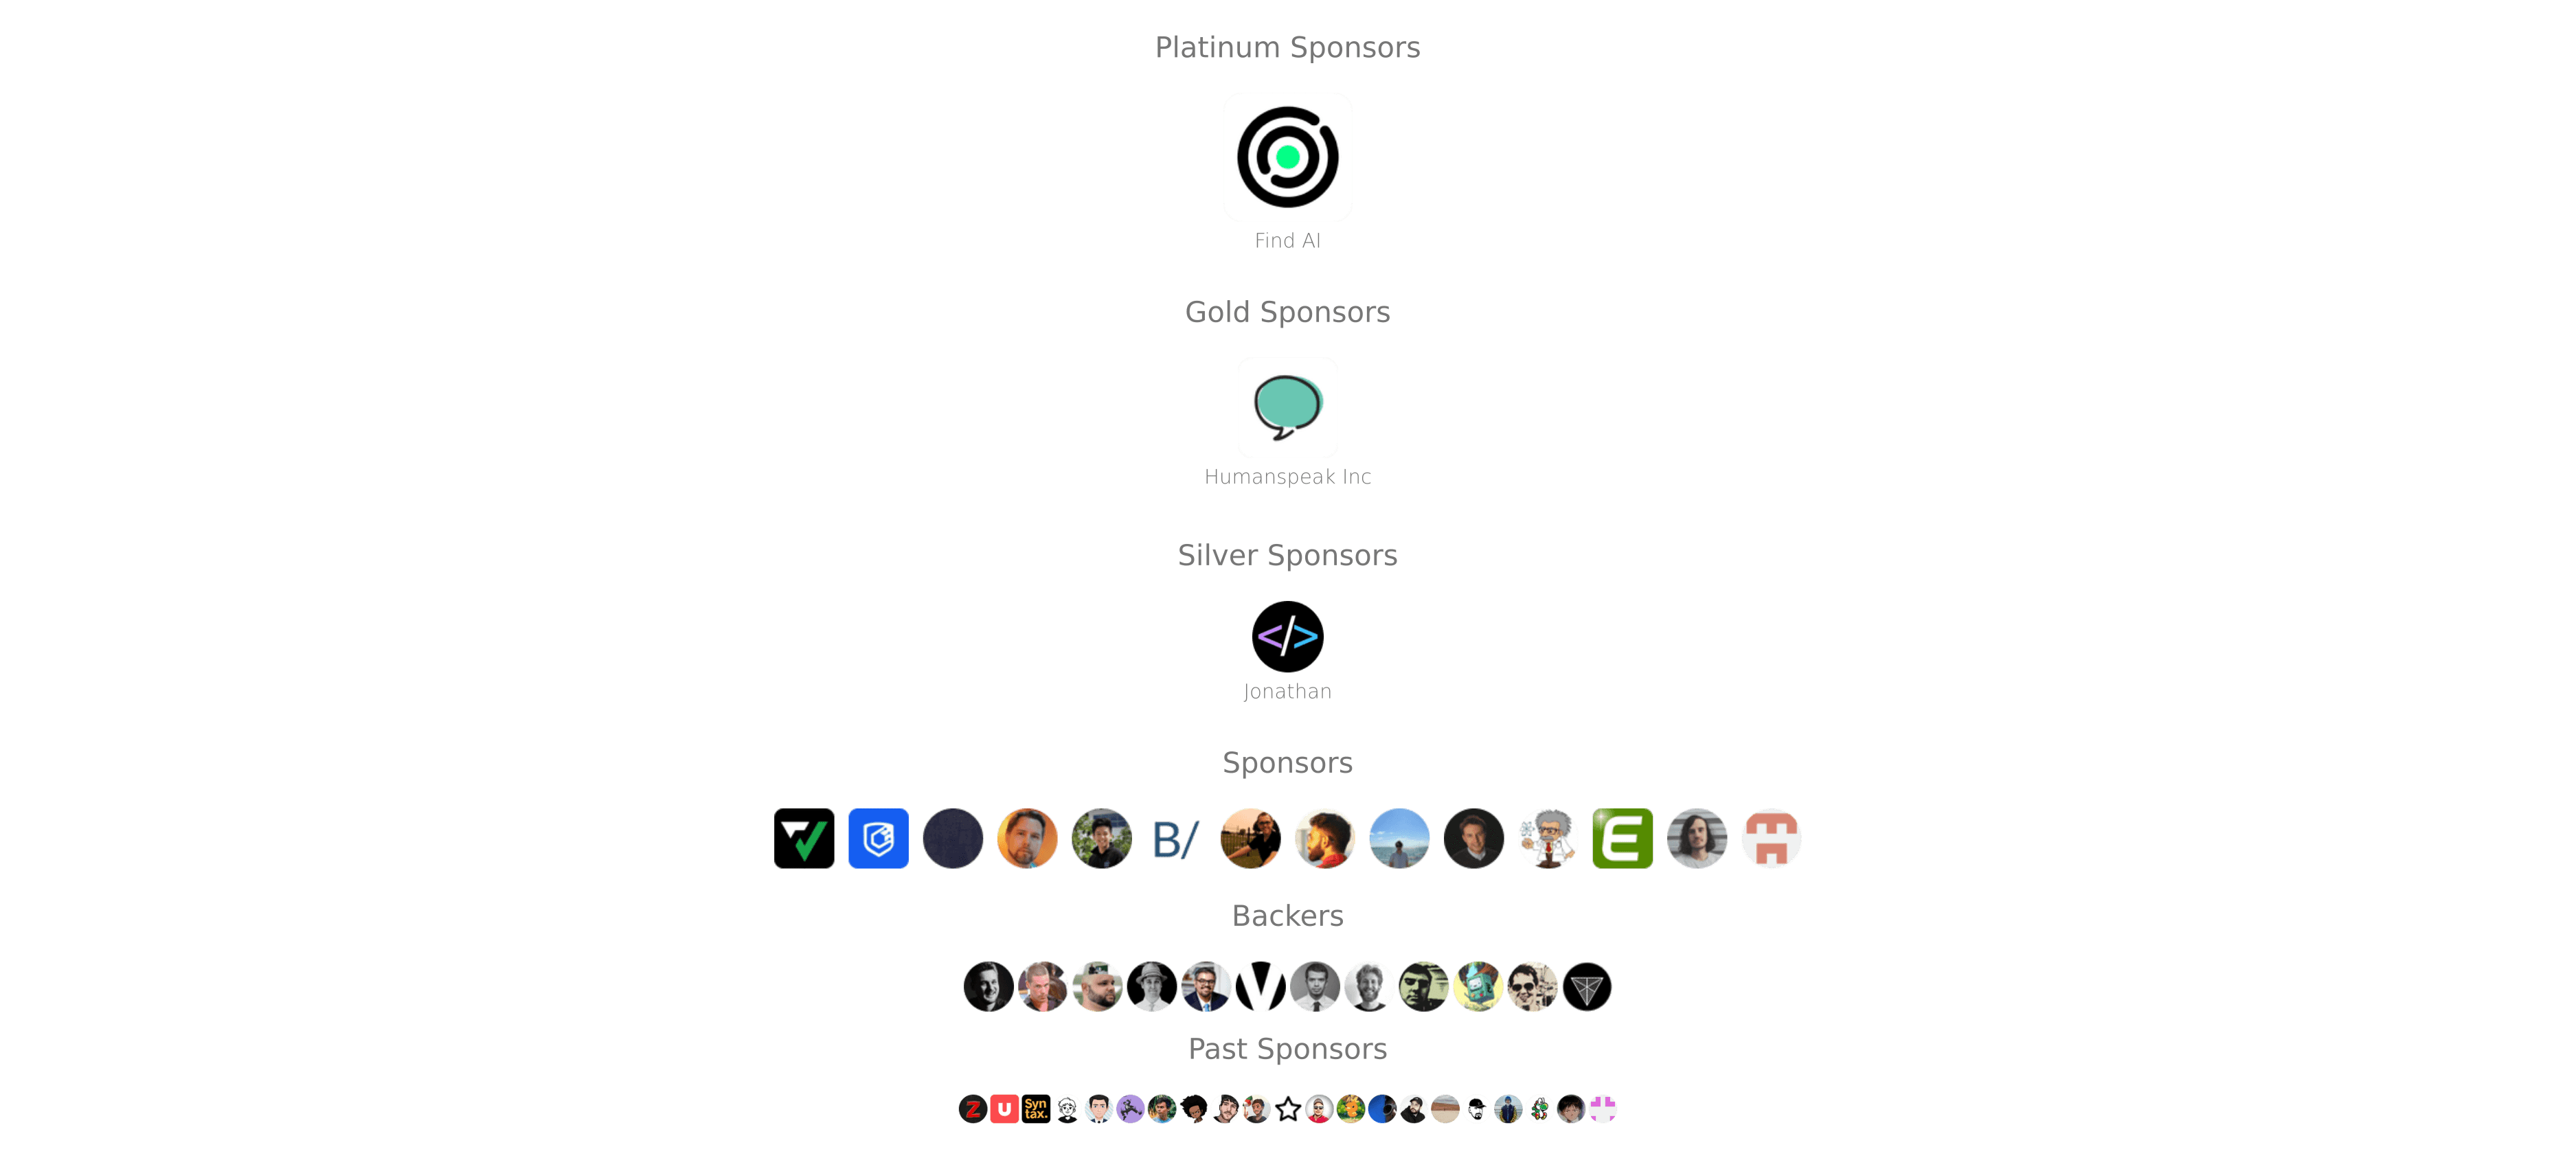 Platinum Sponsors
Find AI
Gold Sponsors
Humanspeak Inc
Silver Sponsors
</>
Jonathan
Sponsors
B/
E
Backers
Past Sponsors
Z
U
Syn
tax.